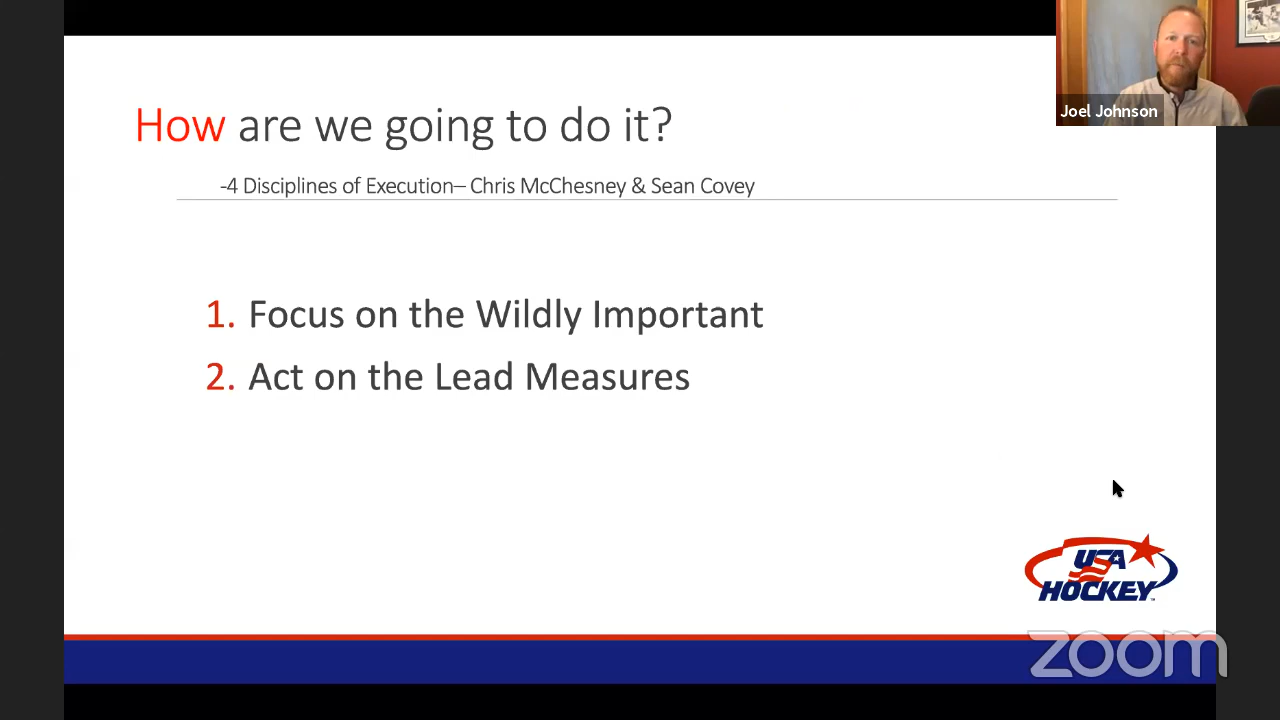 Joel Johnson
How are we going to do it?
-4 Disciplines of Execution– Chris McChesney & Sean Covey
1. Focus on the Wildly Important
2. Act on the Lead Measures
USA
HOCKEY
zoom